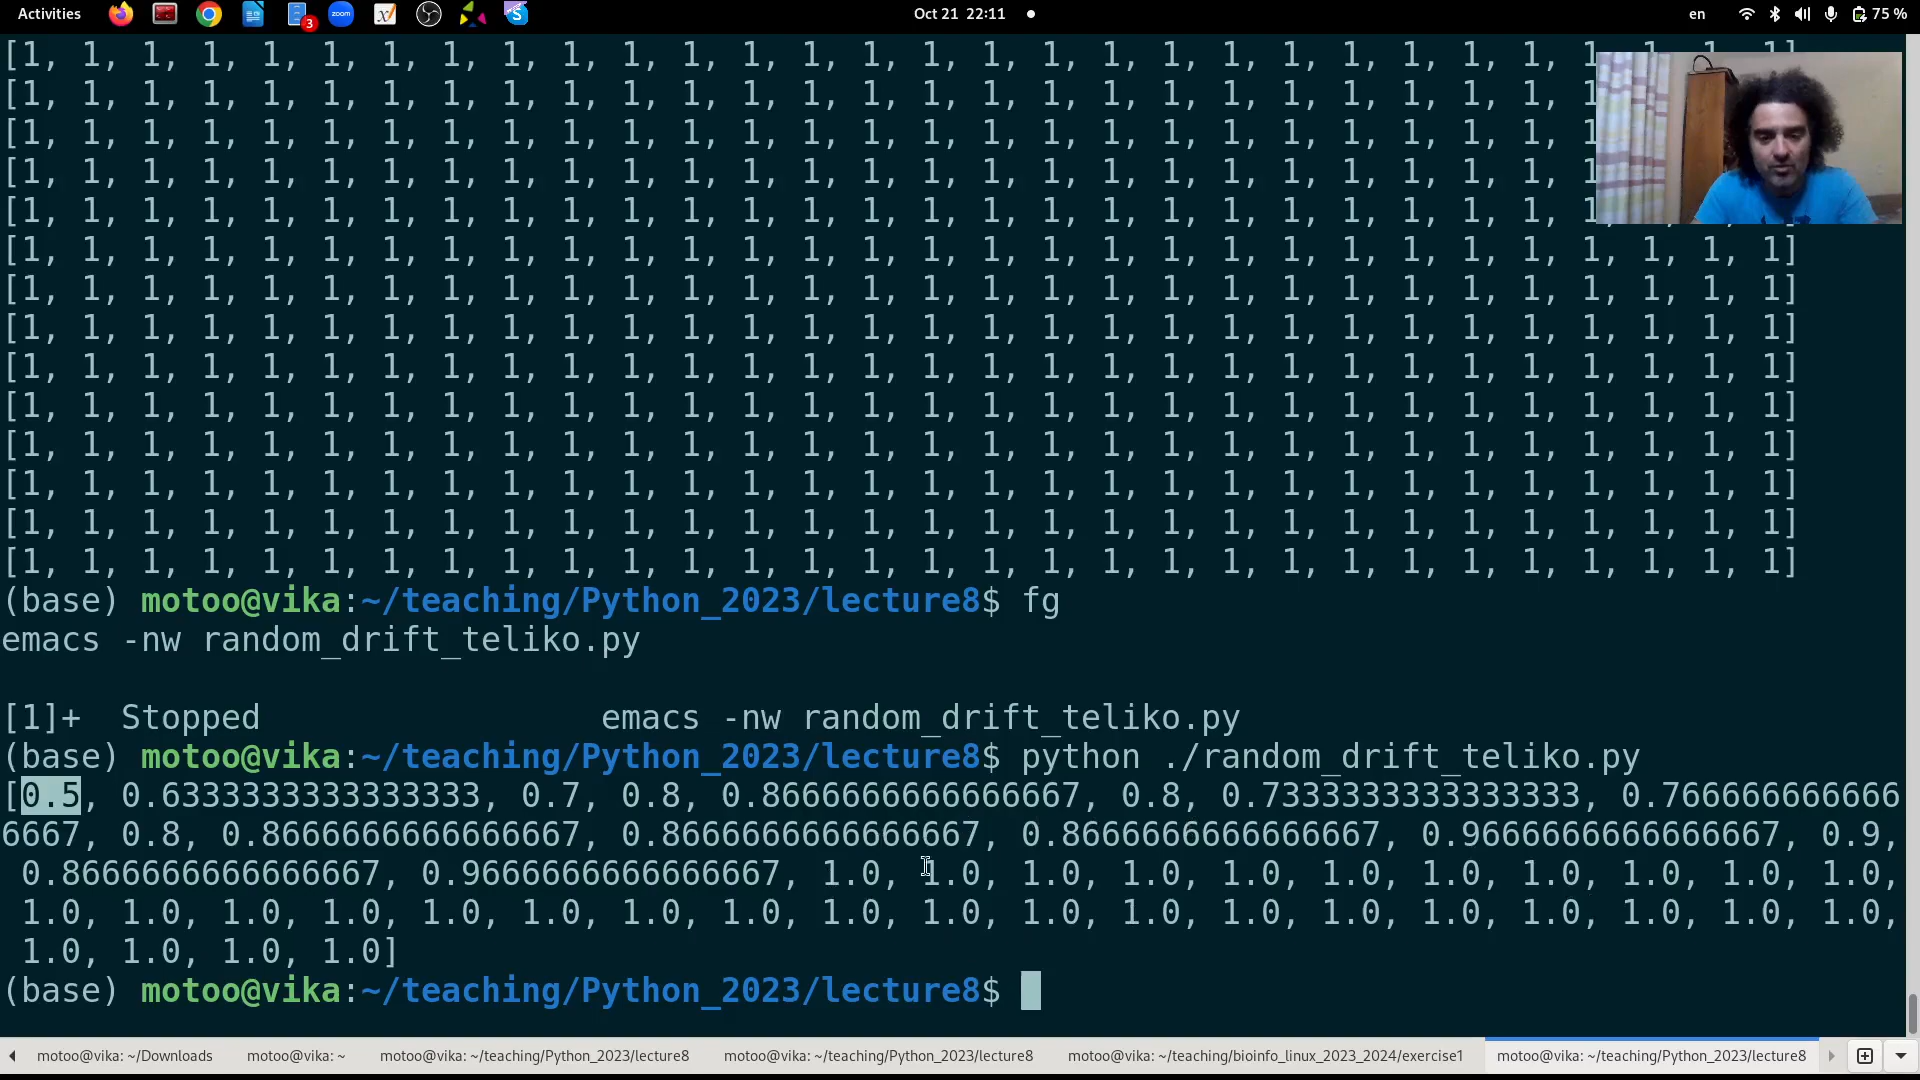 Activities
3
zoom
Oct 21 22:11
en
75 %
[1, 1, 1, 1, 1, 1, 1, 1, 1, 1, 1, 1, 1, 1, 1, 1, 1, 1, 1, 1, 1, 1, 1, 1, 1, 1, 1, 1, 1, 1]
[1, 1, 1, 1, 1, 1, 1, 1, 1, 1, 1, 1, 1, 1, 1, 1, 1, 1, 1, 1, 1, 1, 1, 1, 1, 1, 1
[1, 1, 1, 1, 1, 1, 1, 1, 1, 1, 1, 1, 1, 1, 1, 1, 1, 1, 1, 1, 1, 1, 1, 1, 1, 1, 1
[1, 1, 1, 1, 1, 1, 1, 1, 1, 1, 1, 1, 1, 1, 1, 1, 1, 1, 1, 1, 1, 1, 1, 1, 1, 1, 1
[1, 1, 1, 1, 1, 1, 1, 1, 1, 1, 1, 1, 1, 1, 1, 1, 1, 1, 1, 1, 1, 1, 1, 1, 1, 1, 1
[1, 1, 1, 1, 1, 1, 1, 1, 1, 1, 1, 1, 1, 1, 1, 1, 1, 1, 1, 1, 1, 1, 1, 1, 1, 1, 1, 1, 1, 1]
[1, 1, 1, 1, 1, 1, 1, 1, 1, 1, 1, 1, 1, 1, 1, 1, 1, 1, 1, 1, 1, 1, 1, 1, 1, 1, 1, 1, 1, 1]
[1, 1, 1, 1, 1, 1, 1, 1, 1, 1, 1, 1, 1, 1, 1, 1, 1, 1, 1, 1, 1, 1, 1, 1, 1, 1, 1, 1, 1, 1]
[1, 1, 1, 1, 1, 1, 1, 1, 1, 1, 1, 1, 1, 1, 1, 1, 1, 1, 1, 1, 1, 1, 1, 1, 1, 1, 1, 1, 1, 1]
[1, 1, 1, 1, 1, 1, 1, 1, 1, 1, 1, 1, 1, 1, 1, 1, 1, 1, 1, 1, 1, 1, 1, 1, 1, 1, 1, 1, 1, 1]
[1, 1, 1, 1, 1, 1, 1, 1, 1, 1, 1, 1, 1, 1, 1, 1, 1, 1, 1, 1, 1, 1, 1, 1, 1, 1, 1, 1, 1, 1]
[1, 1, 1, 1, 1, 1, 1, 1, 1, 1, 1, 1, 1, 1, 1, 1, 1, 1, 1, 1, 1, 1, 1, 1, 1, 1, 1, 1, 1, 1]
[1, 1, 1, 1, 1, 1, 1, 1, 1, 1, 1, 1, 1, 1, 1, 1, 1, 1, 1, 1, 1, 1, 1, 1, 1, 1, 1, 1, 1, 1]
[1, 1, 1, 1, 1, 1, 1, 1, 1, 1, 1, 1, 1, 1, 1, 1, 1, 1, 1, 1, 1, 1, 1, 1, 1, 1, 1, 1, 1, 1]
(base) motoo@vika:~/teaching/Python_2023/lecture8$ fg
emacs -nw random_drift_teliko.py
[1]+  Stopped                 emacs -nw random_drift_teliko.py
(base) motoo@vika:~/teaching/Python_2023/lecture8$ python ./random_drift_teliko.py
[0.5, 0.6333333333333333, 0.7, 0.8, 0.8666666666666667, 0.8, 0.7333333333333333, 0.766666666666
6667, 0.8, 0.8666666666666667, 0.8666666666666667, 0.8666666666666667, 0.9666666666666667, 0.9,
0.8666666666666667, 0.9666666666666667, 1.0, 1.0, 1.0, 1.0, 1.0, 1.0, 1.0, 1.0, 1.0, 1.0, 1.0,
1.0, 1.0, 1.0, 1.0, 1.0, 1.0, 1.0, 1.0, 1.0, 1.0, 1.0, 1.0, 1.0, 1.0, 1.0, 1.0, 1.0, 1.0, 1.0,
1.0, 1.0, 1.0, 1.0]
(base) motoo@vika:~/teaching/Python_2023/lecture8$
motoo@vika: ~/Downloads
motoo@vika: ~
motoo@vika: ~/teaching/Python_2023/lecture8
motoo@vika: ~/teaching/Python_2023/lecture8
motoo@vika: ~/teaching/bioinfo_linux_2023_2024/exercise1
motoo@vika: ~/teaching/Python_2023/lecture8